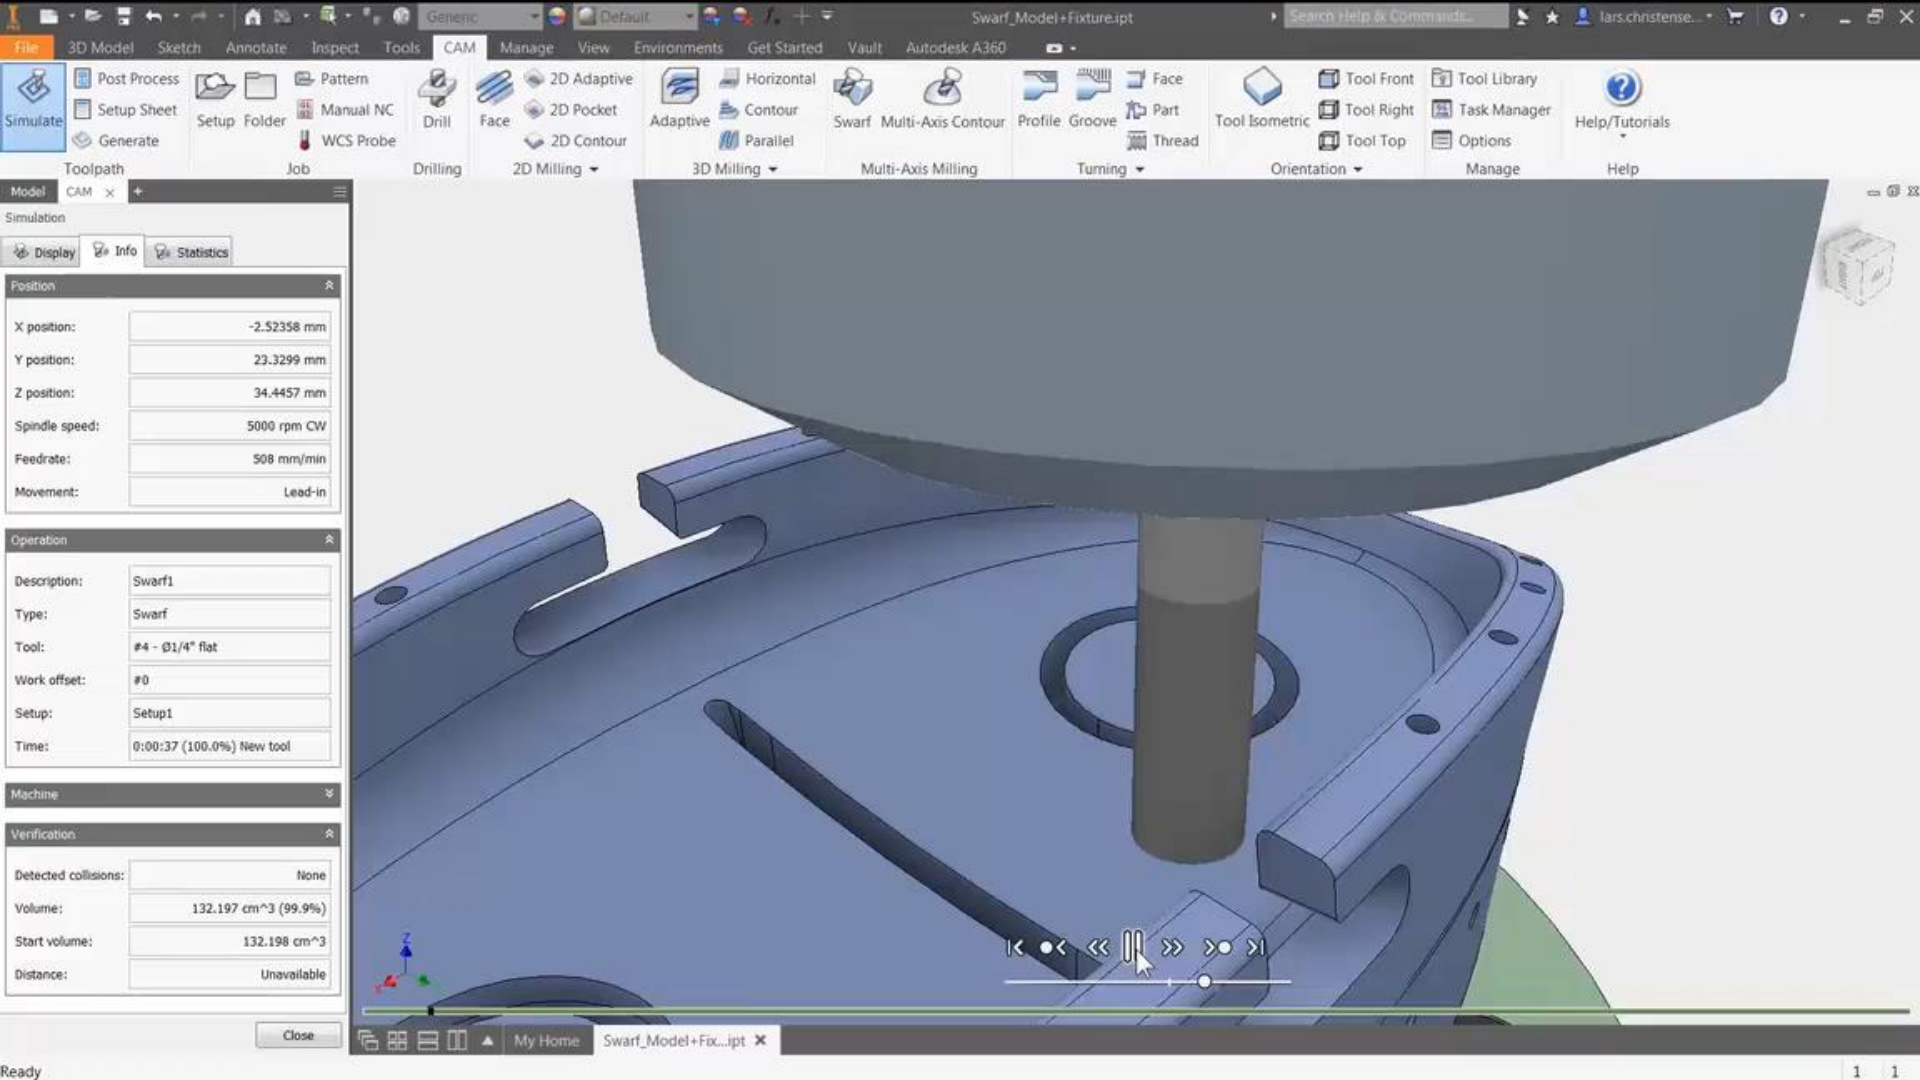 Generic
Default
Swarf_Model+Fixture.ipt
Search Help & Commands...
lars.christense...
File
3D Model
Sketch
Annotate
Inspect
Tools
CAM
Manage
View
Environments
Get Started
Vault
Autodesk A360
Simulate
Post Process
Setup Sheet
Generate
Toolpath
Setup
Folder
Pattern
Manual NC
WCS Probe
Job
Drill
Drilling
Face
2D Adaptive
2D Pocket
2D Contour
2D Milling
Adaptive
Horizontal
Contour
Parallel
3D Milling
Swarf
Multi-Axis Contour
Multi-Axis Milling
Profile
Groove
Face
Part
Thread
Turning
Tool Isometric
Tool Front
Tool Right
Tool Top
Orientation
Tool Library
Task Manager
Options
Manage
Help/Tutorials
Help
Model
CAM
Simulation
Display
Info
Statistics
Position
X position: -2.52358 mm
Y position: 23.3299 mm
Z position: 34.4457 mm
Spindle speed: 5000 rpm CW
Feedrate: 508 mm/min
Movement: Lead-in
Operation
Description: Swarf1
Type: Swarf
Tool: #4 - Ø1/4" flat
Work offset: #0
Setup: Setup1
Time: 0:00:37 (100.0%) New tool
Machine
Verification
Detected collisions: None
Volume: 132.197 cm^3 (99.9%)
Start volume: 132.198 cm^3
Distance: Unavailable
Close
Z
X
My Home
Swarf_Model+Fix...ipt
Ready
1 1